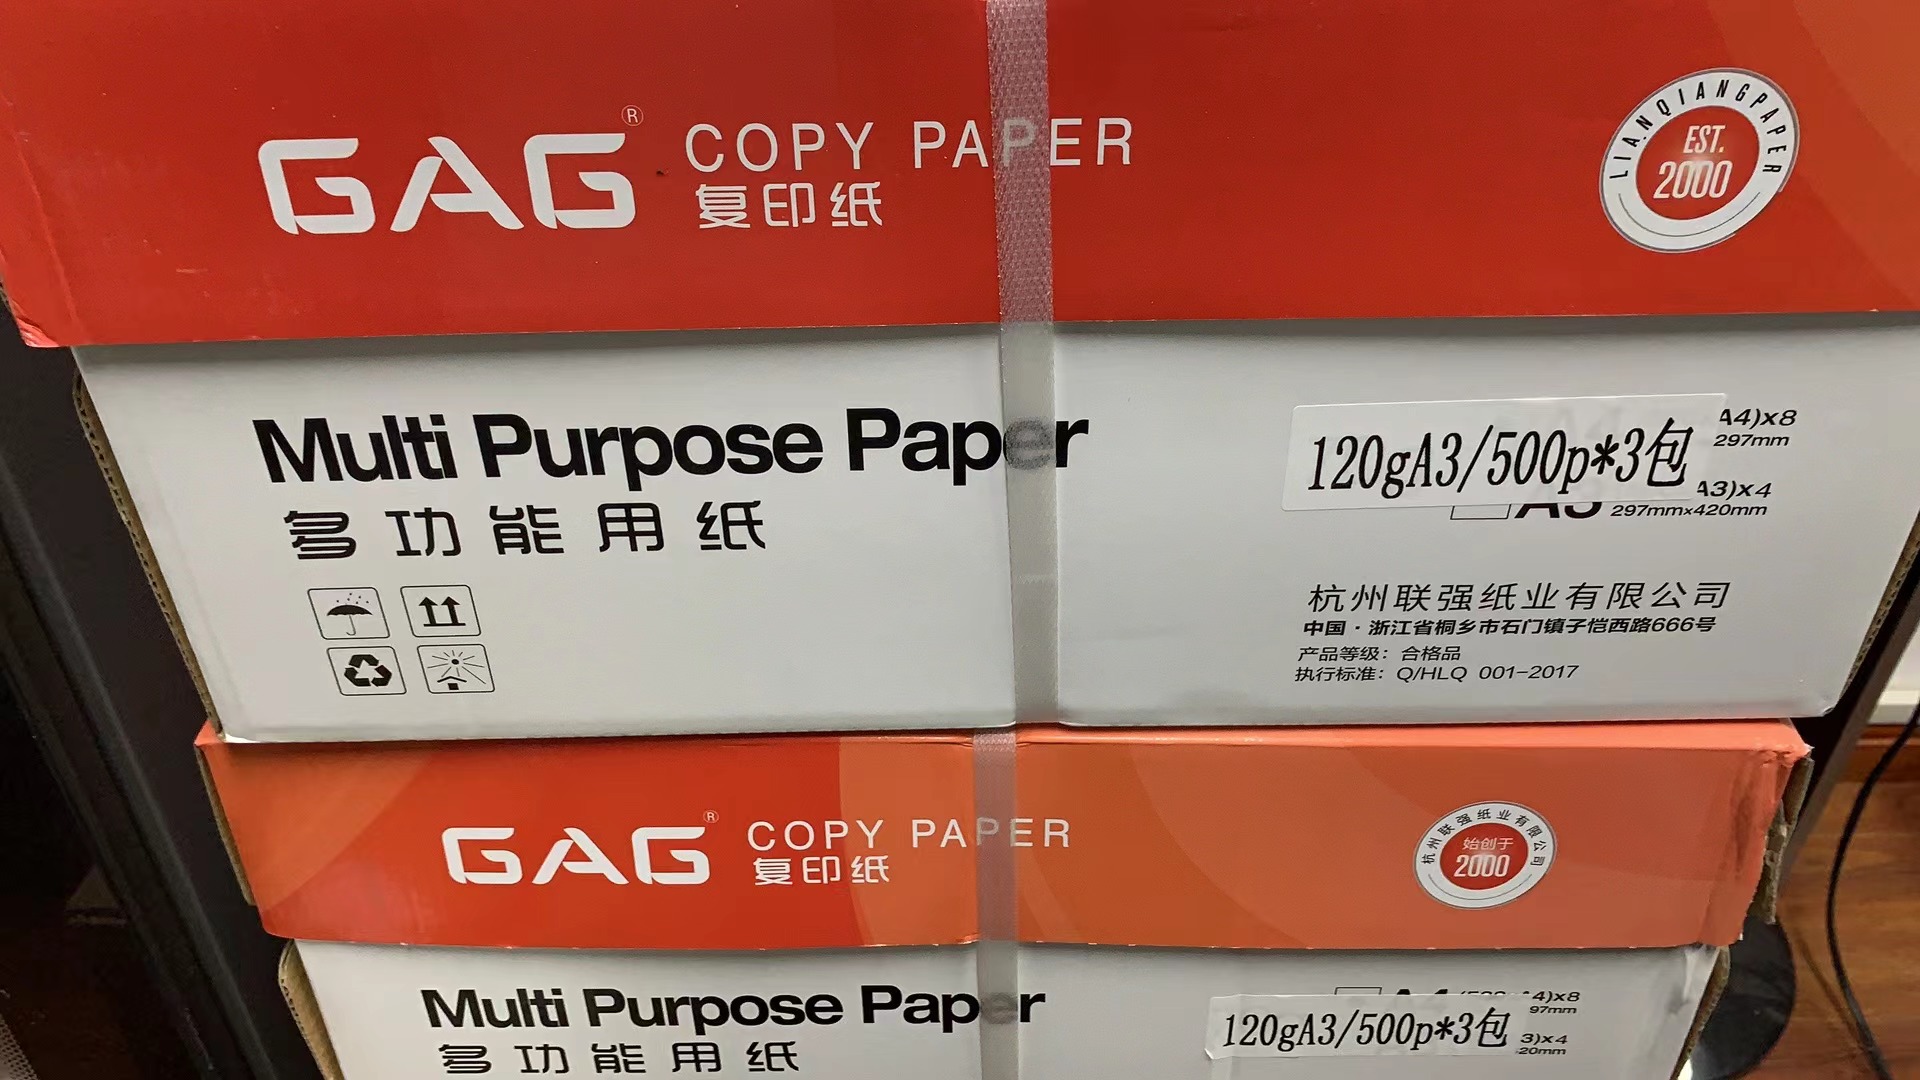 GAG® COPY PAPER
复印纸
LIANQIANGPAPER
EST.
2000
Multi Purpose Paper
多功能用纸
120gA3/500p*3包
A4)x8
297mm
A3)x4
A3 297mmx420mm
杭州联强纸业有限公司
中国·浙江省桐乡市石门镇子恺西路666号
产品等级：合格品
执行标准：Q/HLQ 001-2017
GAG® COPY PAPER
复印纸
杭州联强纸业有限公司
始创于
2000
Multi Purpose Paper
多功能用纸
A4 4)x8
97mm
120gA3/500p*3包
3)x4
20mm